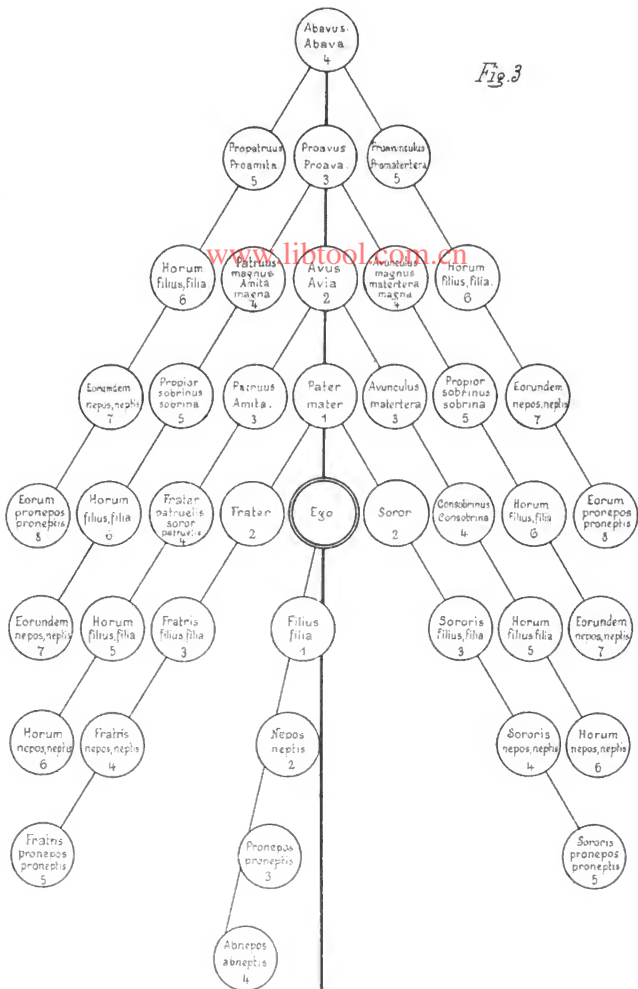 Abavus.
Abava
4
Fig. 3
Propatruus
Proamita.
5
Proavus
Proava.
3
Proavunculus
Promatertera
5
www.libtool.com.cn
Horum
filius, filia
6
Patruus
magnus
Amita
magna
4
Avus
Avia
2
Avunculus
magnus
matertera
magna
4
Horum
filius, filia.
6
Eorundem
nepos, neptis
7
Propior
sobrinus
sobrina
5
Patruus
Amita.
3
Pater
mater
1
Avunculus
matertera
3
Propior
sobrinus
sobrina
5
Eorundem
nepos, neptis
7
Eorum
pronepos
proneptis
8
Horum
filius, filia
6
Frater
patruelis
soror
patruelis
4
Frater
2
Ego
Soror
2
Consobrinus
Consobrina
4
Horum
filius, filia
6
Eorum
pronepos
proneptis
8
Eorundem
nepos, neptis
7
Horum
filius, filia
5
Fratris
filius, filia
3
Filius
filia
1
Sororis
filius, filia
3
Horum
filius filia
5
Eorundem
nepos, neptis
7
Horum
nepos, neptis
6
Fratris
nepos, neptis
4
Nepos
neptis
2
Sororis
nepos, neptis
4
Horum
nepos, neptis
6
Fratris
pronepos
proneptis
5
Pronepos
proneptis
3
Sororis
pronepos
proneptis
5
Abnepos
abneptis
4